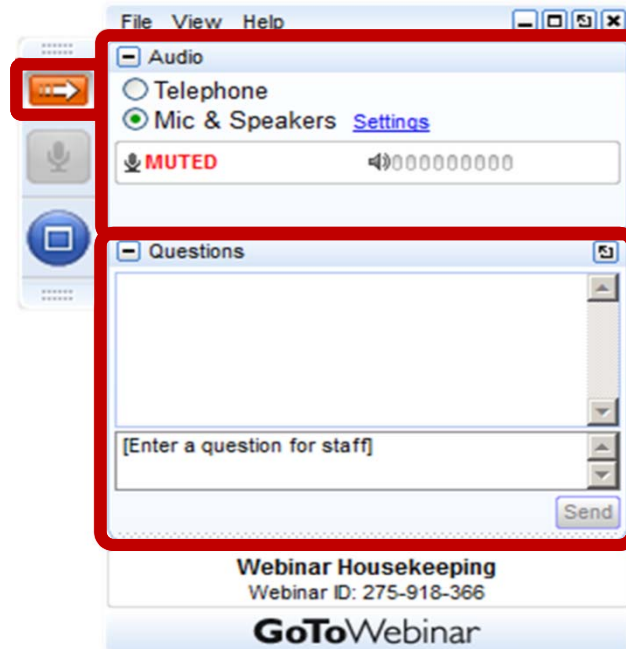 File View Help
Audio
Telephone
Mic & Speakers Settings
MUTED
Questions
[Enter a question for staff]
Send
Webinar Housekeeping
Webinar ID: 275-918-366
GoToWebinar